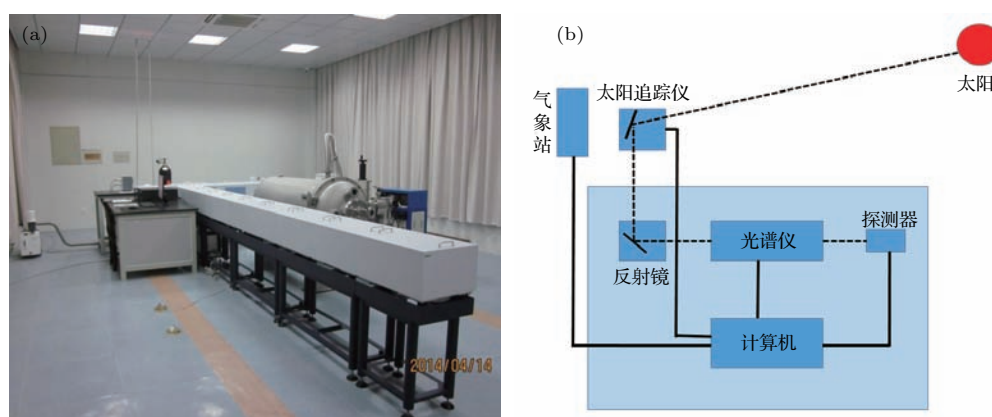 (a)
2014/04/14
(b)
太阳
太阳追踪仪
气象站
探测器
光谱仪
反射镜
计算机